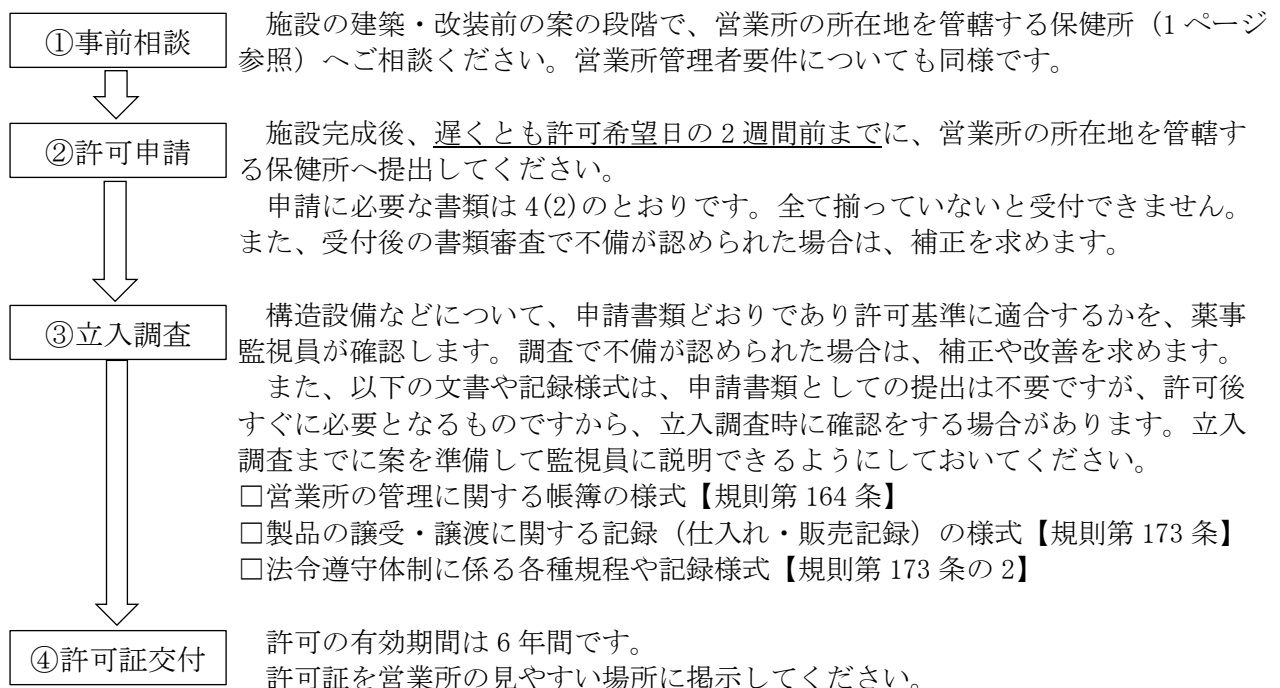 ①事前相談
施設の建築・改装前の案の段階で、営業所の所在地を管轄する保健所（1 ページ
参照）へご相談ください。営業所管理者要件についても同様です。
②許可申請
施設完成後、遅くとも許可希望日の 2 週間前までに、営業所の所在地を管轄す
る保健所へ提出してください。
申請に必要な書類は 4(2)のとおりです。全て揃っていないと受付できません。
また、受付後の書類審査で不備が認められた場合は、補正を求めます。
③立入調査
構造設備などについて、申請書類どおりであり許可基準に適合するかを、薬事
監視員が確認します。調査で不備が認められた場合は、補正や改善を求めます。
また、以下の文書や記録様式は、申請書類としての提出は不要ですが、許可後
すぐに必要となるものですから、立入調査時に確認をする場合があります。立入
調査までに案を準備して監視員に説明できるようにしておいてください。
□営業所の管理に関する帳簿の様式【規則第 164 条】
□製品の譲受・譲渡に関する記録（仕入れ・販売記録）の様式【規則第 173 条】
□法令遵守体制に係る各種規程や記録様式【規則第 173 条の 2】
④許可証交付
許可の有効期間は 6 年間です。
許可証を営業所の見やすい場所に掲示してください。